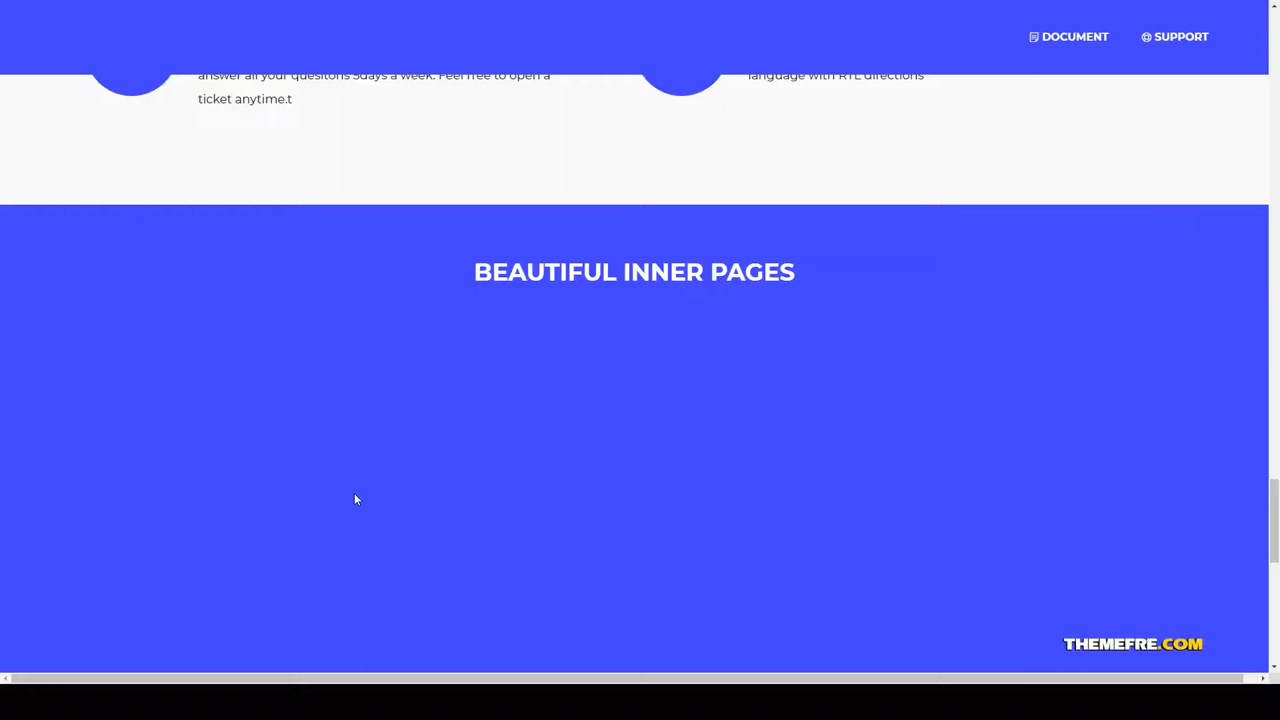 DOCUMENT
SUPPORT
answer all your quesitons 5days a week. Feel free to open a
ticket anytime.t
language with RTL directions
BEAUTIFUL INNER PAGES
THEMEFRE.COM